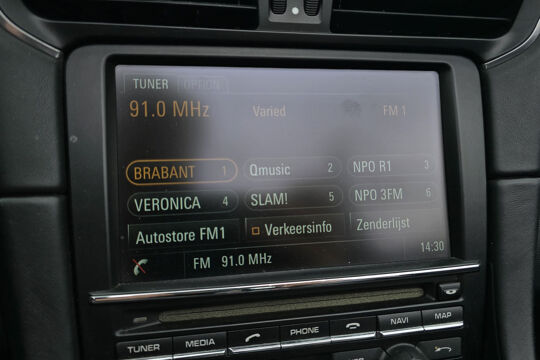 TUNER OPTION
91.0 MHz Varied FM 1
BRABANT 1 Qmusic 2 NPO R1 3
VERONICA 4 SLAM! 5 NPO 3FM 6
Autostore FM1 Verkeersinfo Zenderlijst
FM 91.0 MHz 14:30
TUNER MEDIA PHONE NAVI MAP